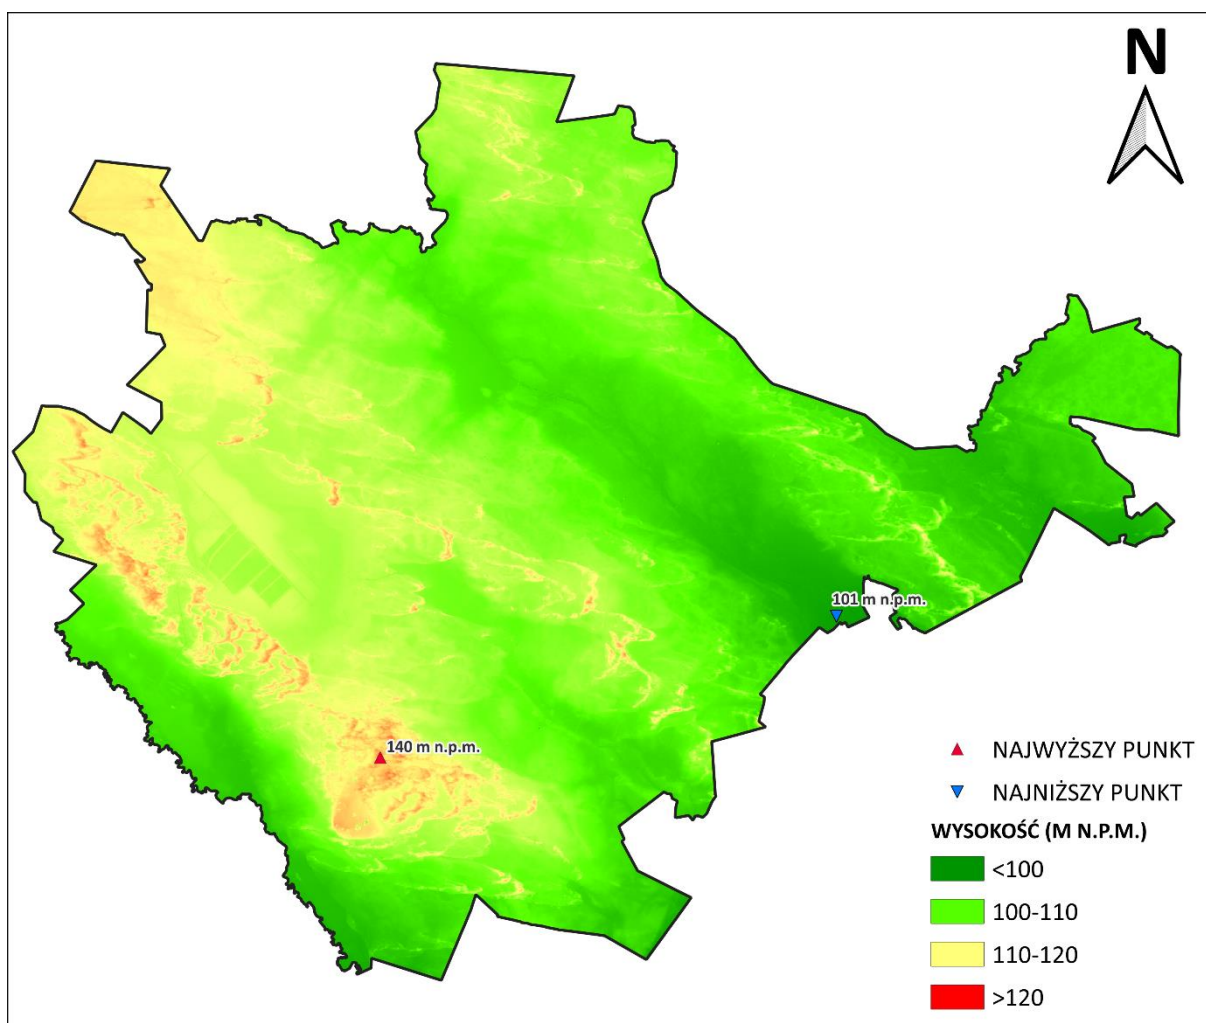 N
101 m n.p.m.
140 m n.p.m.
NAJWYŻSZY PUNKT
NAJNIŻSZY PUNKT
WYSOKOŚĆ (M N.P.M.)
<100
100-110
110-120
>120